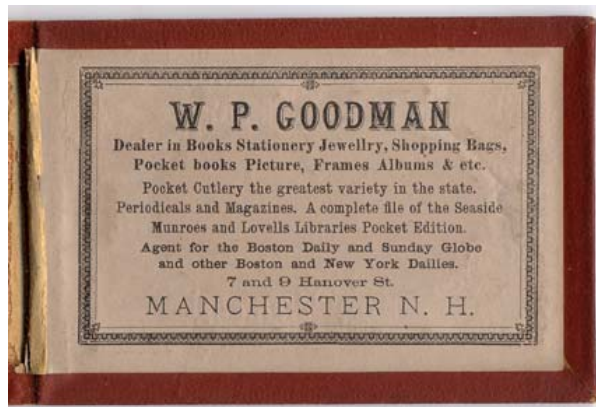 W. P. GOODMAN
Dealer in Books Stationery Jewellry, Shopping Bags,
Pocket books Picture, Frames Albums & etc.
Pocket Cutlery the greatest variety in the state.
Periodicals and Magazines. A complete file of the Seaside
Munroes and Lovells Libraries Pocket Edition.
Agent for the Boston Daily and Sunday Globe
and other Boston and New York Dailies.
7 and 9 Hanover St.
MANCHESTER N. H.